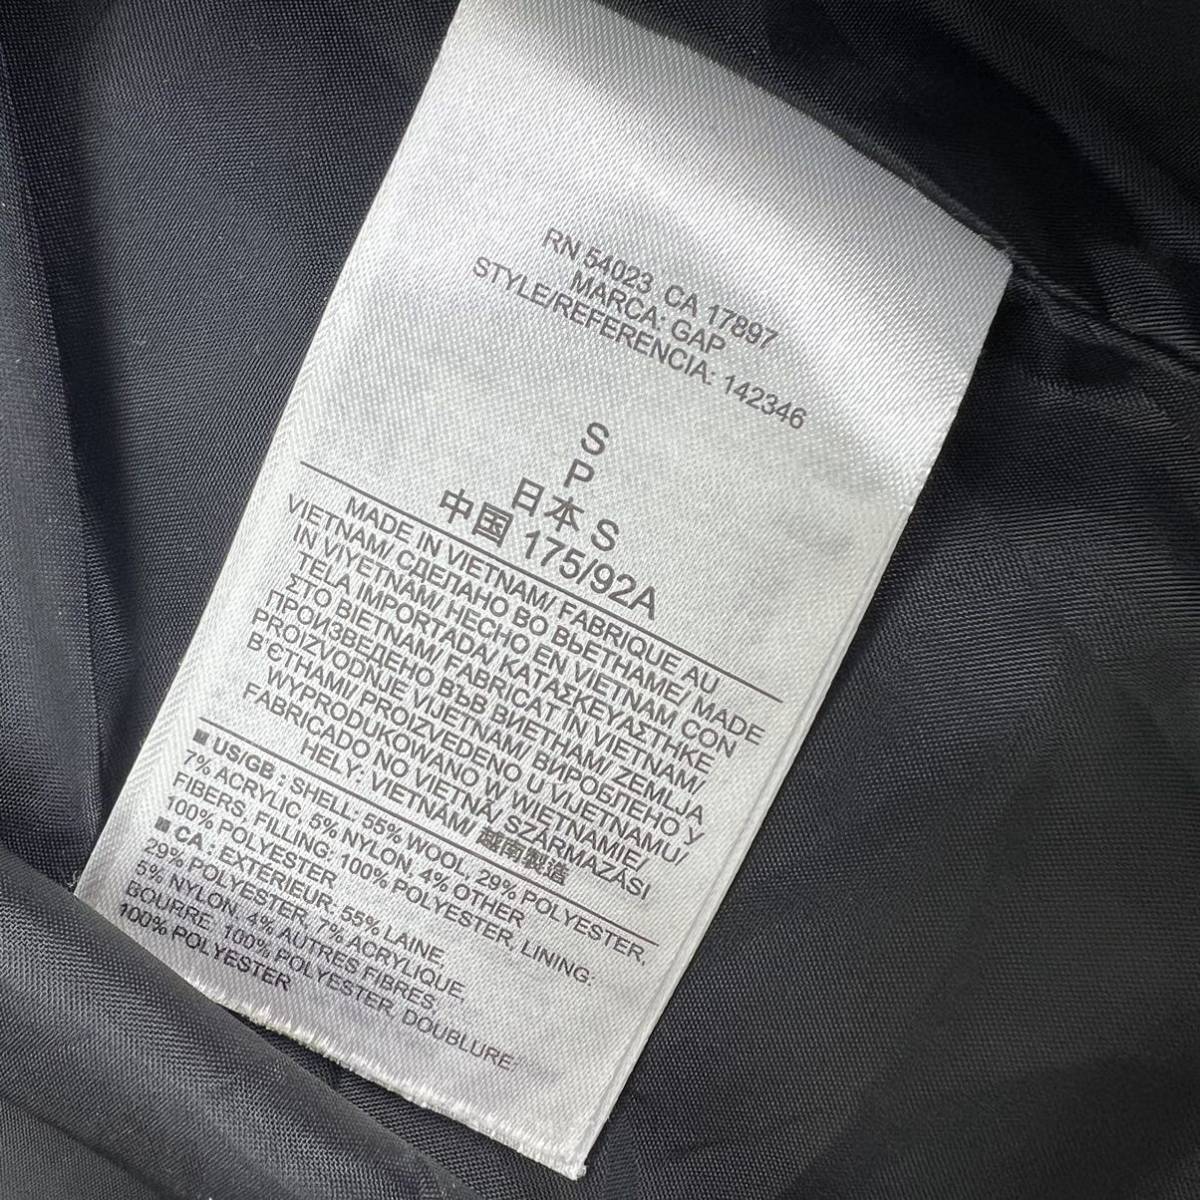 RN 54023 CA 17897
MARCA: GAP
STYLE/REFERENCIA: 142346
S
P
日本 S
中国 175/92A
MADE IN VIETNAM/ FABRIQUE AU
VIETNAM/ СДЕЛАНО ВО ВЬЕТНАМЕ/ MADE
IN VIYETNAM/ HECHO EN VIETNAM CON
TELA IMPORTADA/ ΚΑΤΑΣΚΕΥΑΣΤΗΚΕ
ΣΤΟ ΒΙΕΤΝΑΜ/ FABRICAT ÎN VIETNAM/
ПРОИЗВЕДЕНО ВЪВ ВИЕТНАМ/ ZEMLJA
PROIZVODNJE VIJETNAM/ ВИРОБЛЕНО У
В'ЄТНАМІ/ PROIZVEDENO U VIJETNAMU/
WYPRODUKOWANO W WIETNAMIE/
FABRICADO NO VIETNÃ/ SZÁRMAZÁSI
HELY: VIETNAM/ 越南製造
■ US/GB : SHELL: 55% WOOL, 29% POLYESTER,
7% ACRYLIC, 5% NYLON, 4% OTHER
FIBERS, FILLING: 100% POLYESTER, LINING:
100% POLYESTER
■ CA : EXTÉRIEUR: 55% LAINE
29% POLYESTER, 7% ACRYLIQUE,
5% NYLON, 4% AUTRES FIBRES,
BOURRE: 100% POLYESTER, DOUBLURE:
100% POLYESTER